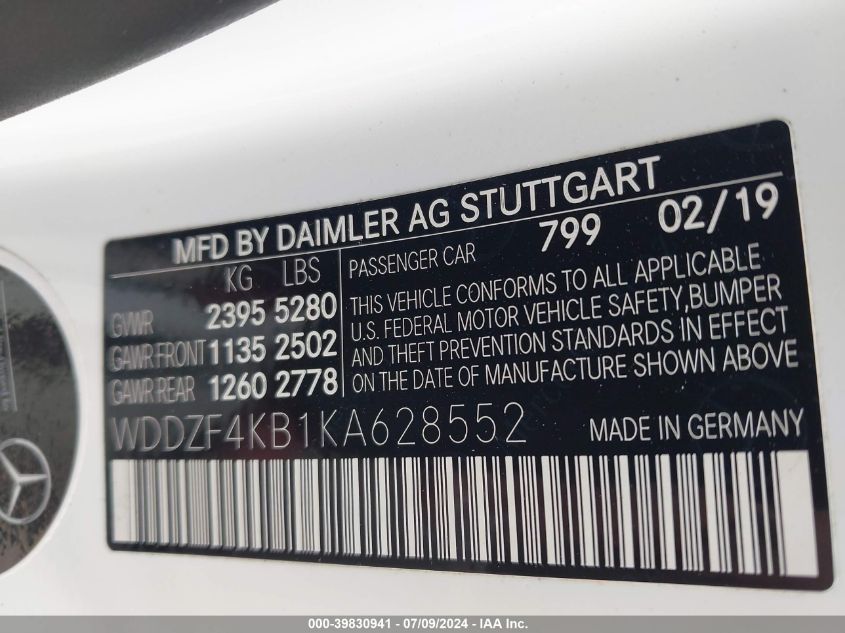 MFD BY DAIMLER AG STUTTGART
KG LBS
GVWR 2395 5280
GAWR FRONT 1135 2502
GAWR REAR 1260 2778
PASSENGER CAR 799 02/19
THIS VEHICLE CONFORMS TO ALL APPLICABLE
U.S. FEDERAL MOTOR VEHICLE SAFETY, BUMPER
AND THEFT PREVENTION STANDARDS IN EFFECT
ON THE DATE OF MANUFACTURE SHOWN ABOVE
WDDZF4KB1KA628552 MADE IN GERMANY
000-39830941 - 07/09/2024 - IAA Inc.